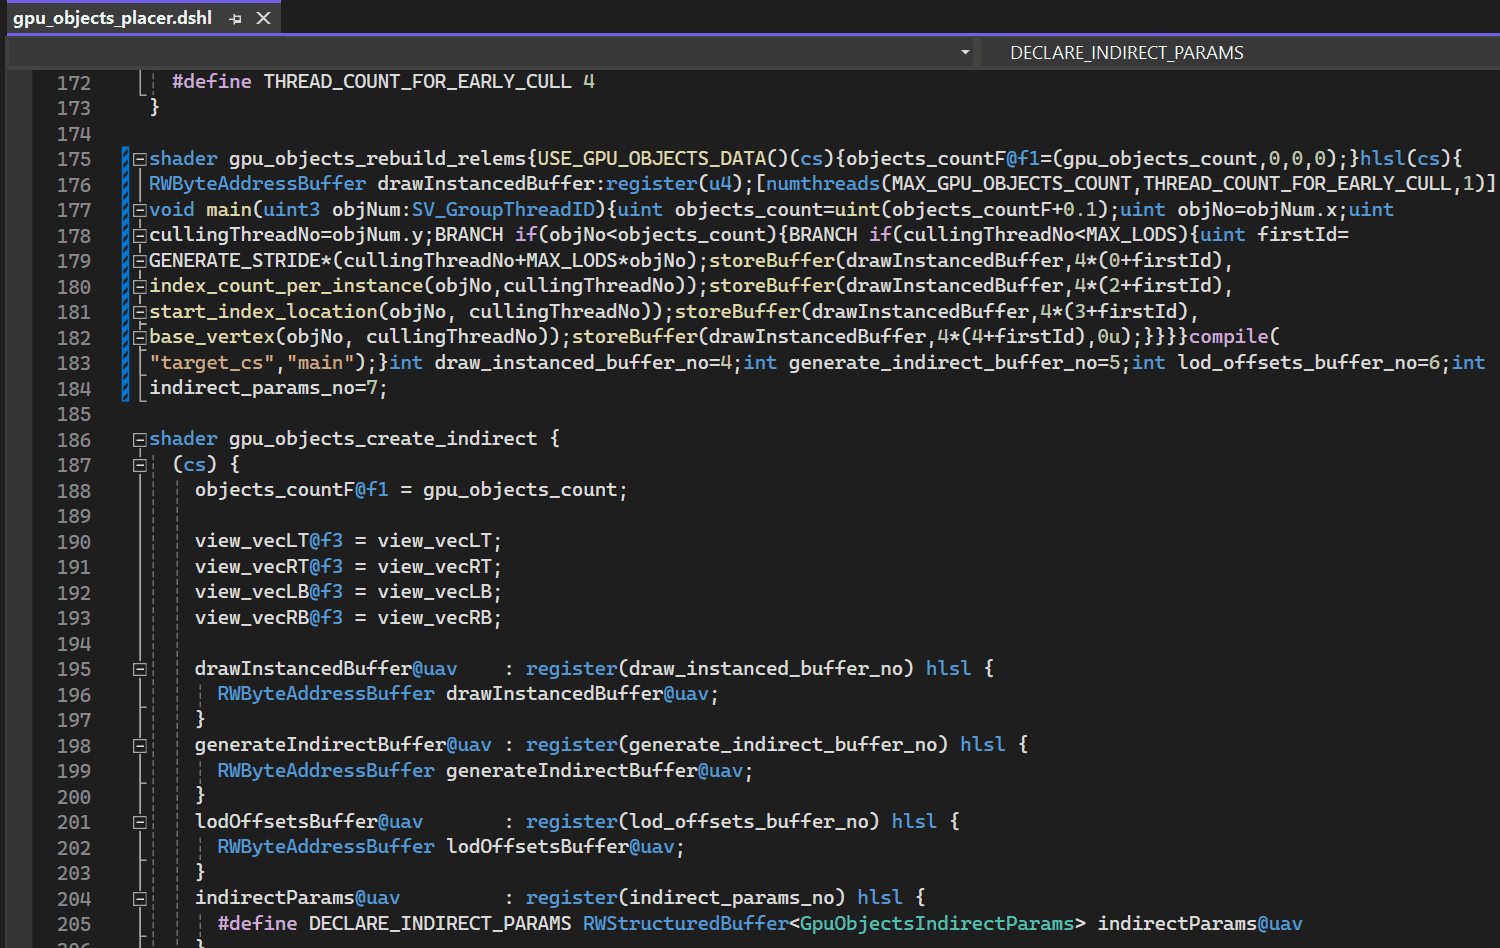 gpu_objects_placer.dshl
DECLARE_INDIRECT_PARAMS
172 #define THREAD_COUNT_FOR_EARLY_CULL 4
173 }
174
175 shader gpu_objects_rebuild_relems{USE_GPU_OBJECTS_DATA()(cs){objects_countF@f1=(gpu_objects_count,0,0,0);}hlsl(cs){
176 RWByteAddressBuffer drawInstancedBuffer:register(u4);[numthreads(MAX_GPU_OBJECTS_COUNT,THREAD_COUNT_FOR_EARLY_CULL,1)]
177 void main(uint3 objNum:SV_GroupThreadID){uint objects_count=uint(objects_countF+0.1);uint objNo=objNum.x;uint
178 cullingThreadNo=objNum.y;BRANCH if(objNo<objects_count){BRANCH if(cullingThreadNo<MAX_LODS){uint firstId=
179 GENERATE_STRIDE*(cullingThreadNo+MAX_LODS*objNo);storeBuffer(drawInstancedBuffer,4*(0+firstId),
180 index_count_per_instance(objNo,cullingThreadNo));storeBuffer(drawInstancedBuffer,4*(2+firstId),
181 start_index_location(objNo, cullingThreadNo));storeBuffer(drawInstancedBuffer,4*(3+firstId),
182 base_vertex(objNo, cullingThreadNo));storeBuffer(drawInstancedBuffer,4*(4+firstId),0u);}}}}compile(
183 "target_cs","main");}int draw_instanced_buffer_no=4;int generate_indirect_buffer_no=5;int lod_offsets_buffer_no=6;int
184 indirect_params_no=7;
185
186 shader gpu_objects_create_indirect {
187 (cs) {
188 objects_countF@f1 = gpu_objects_count;
189
190 view_vecLT@f3 = view_vecLT;
191 view_vecRT@f3 = view_vecRT;
192 view_vecLB@f3 = view_vecLB;
193 view_vecRB@f3 = view_vecRB;
194
195 drawInstancedBuffer@uav : register(draw_instanced_buffer_no) hlsl {
196 RWByteAddressBuffer drawInstancedBuffer@uav;
197 }
198 generateIndirectBuffer@uav : register(generate_indirect_buffer_no) hlsl {
199 RWByteAddressBuffer generateIndirectBuffer@uav;
200 }
201 lodOffsetsBuffer@uav : register(lod_offsets_buffer_no) hlsl {
202 RWByteAddressBuffer lodOffsetsBuffer@uav;
203 }
204 indirectParams@uav : register(indirect_params_no) hlsl {
205 #define DECLARE_INDIRECT_PARAMS RWStructuredBuffer<GpuObjectsIndirectParams> indirectParams@uav
206 }